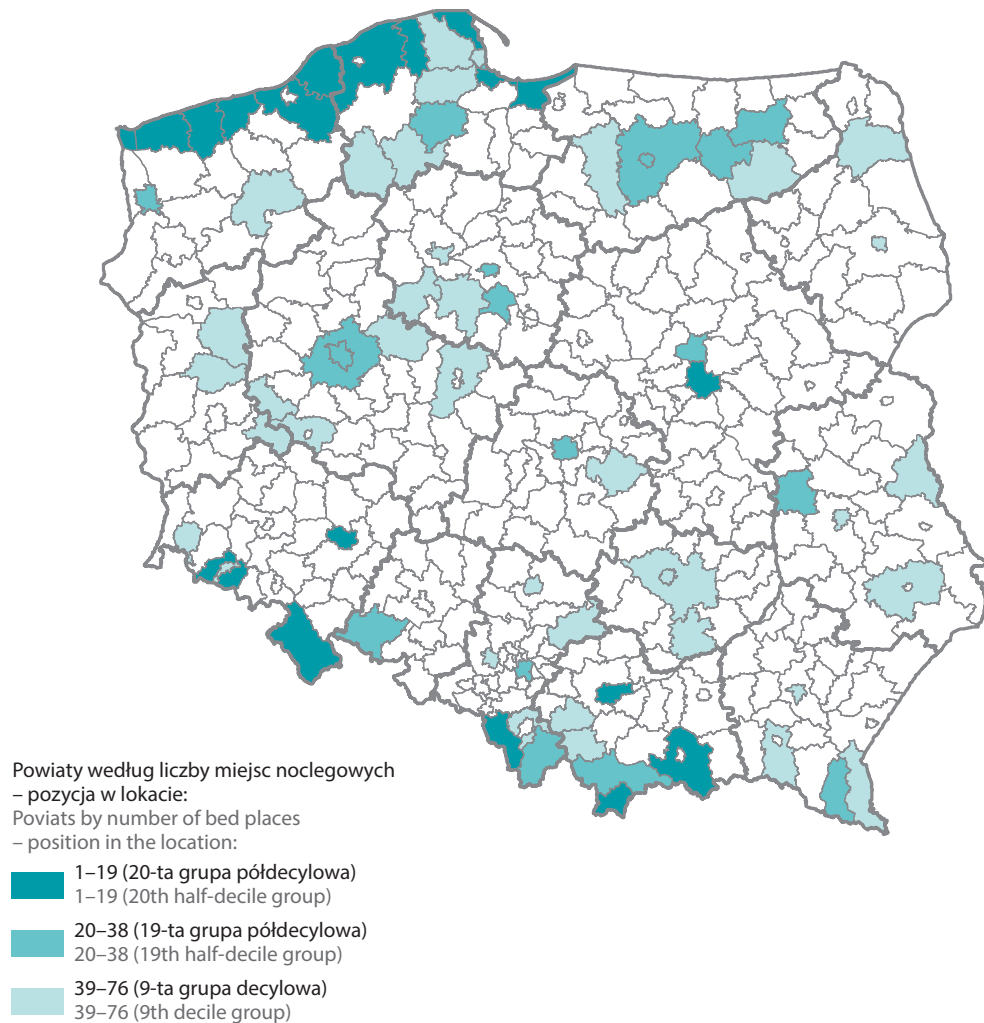 Powiaty według liczby miejsc noclegowych
– pozycja w lokacie:
Poviats by number of bed places
– position in the location:
1–19 (20-ta grupa półdecylowa)
1–19 (20th half-decile group)
20–38 (19-ta grupa półdecylowa)
20–38 (19th half-decile group)
39–76 (9-ta grupa decylowa)
39–76 (9th decile group)